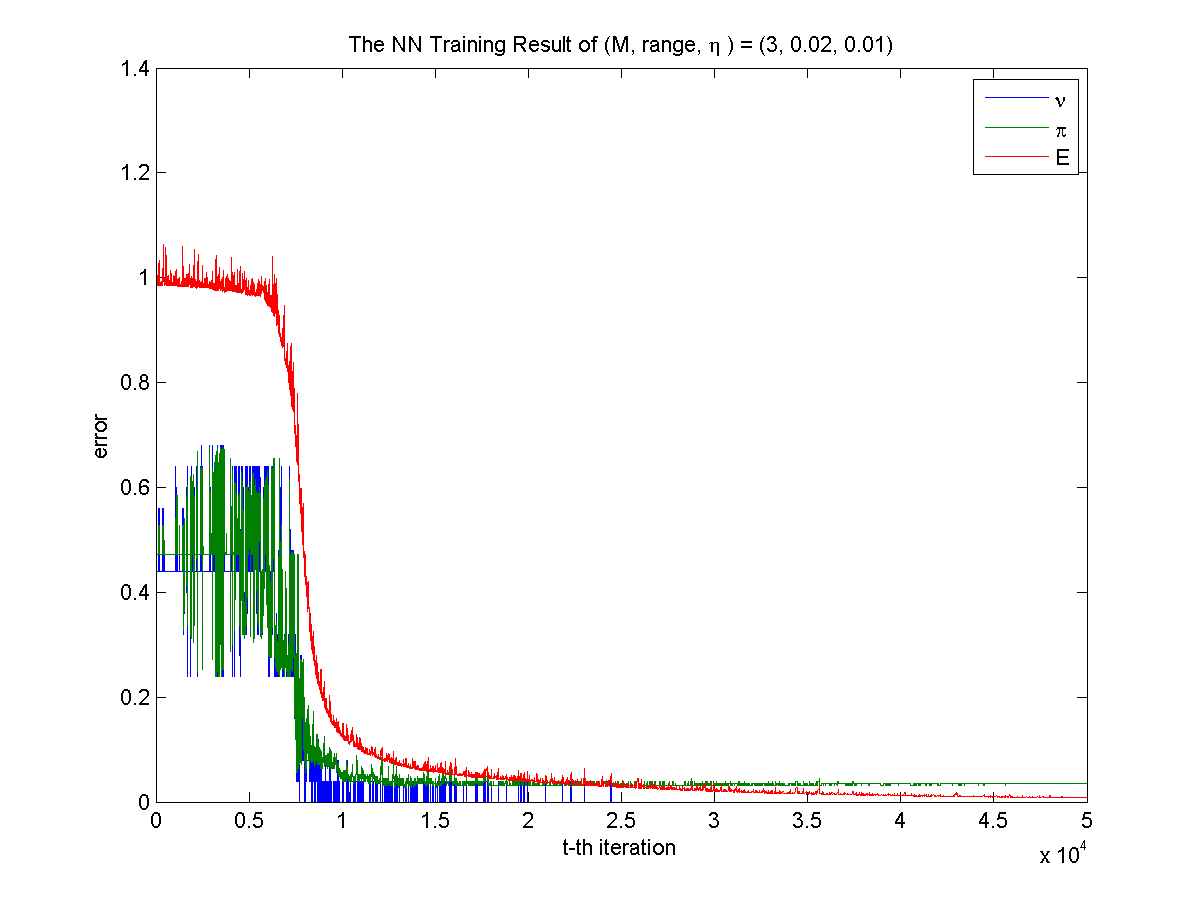 The NN Training Result of (M, range, η ) = (3, 0.02, 0.01)
1.4
1.2
1
0.8
0.6
0.4
0.2
0
error
ν
π
E
0 0.5 1 1.5 2 2.5 3 3.5 4 4.5 5
t-th iteration
x 10^4